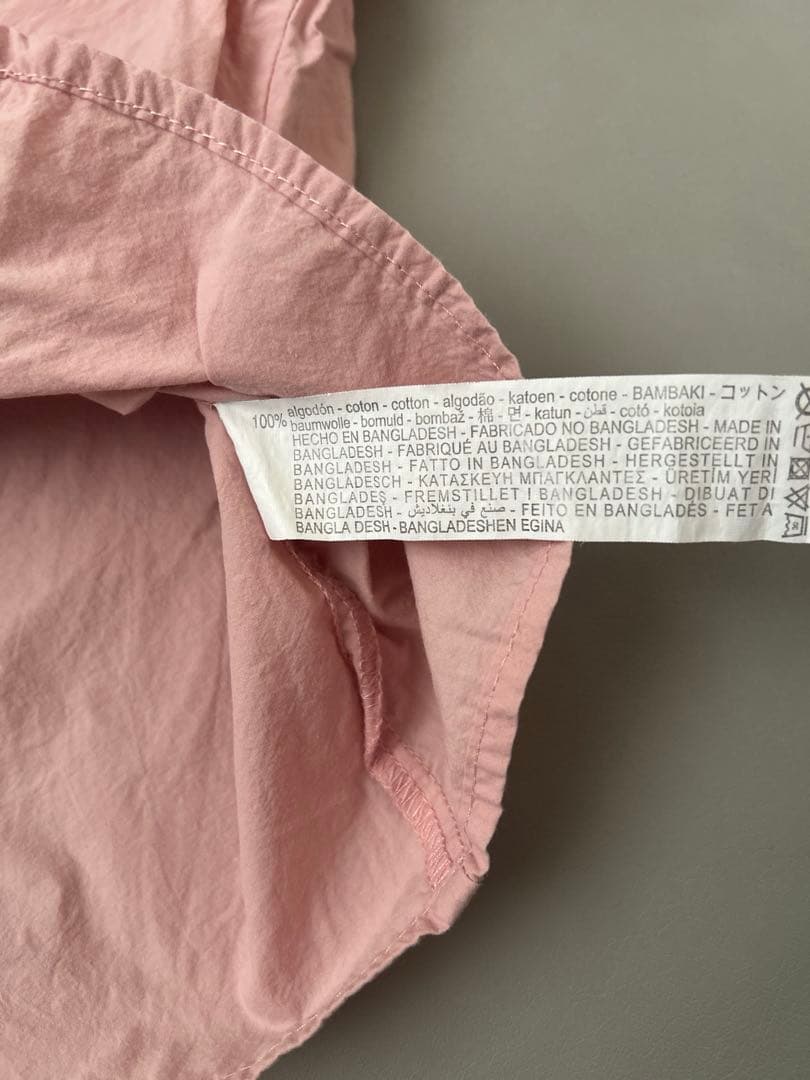 100% algodón - coton - cotton - algodão - katoen - cotone - BAMBAKI - コットン
baumwolle - bomuld - bombaž - 棉 - 면 - katun - قطن - cotó - kotoia
HECHO EN BANGLADESH - FABRICADO NO BANGLADESH - MADE IN
BANGLADESH - FABRIQUÉ AU BANGLADESH - GEFABRICEERD IN
BANGLADESH - FATTO IN BANGLADESH - HERGESTELLT IN
BANGLADESCH - ΚΑΤΑΣΚΕΥΗ ΜΠΑΓΚΛΑΝΤΕΣ - ÜRETİM YERİ
BANGLADEŞ - FREMSTILLET I BANGLADESH - DIBUAT DI
BANGLADESH - صنع في بنغلاديش - FEITO EN BANGLADÉS - FET A
BANGLA DESH - BANGLADESHEN EGINA